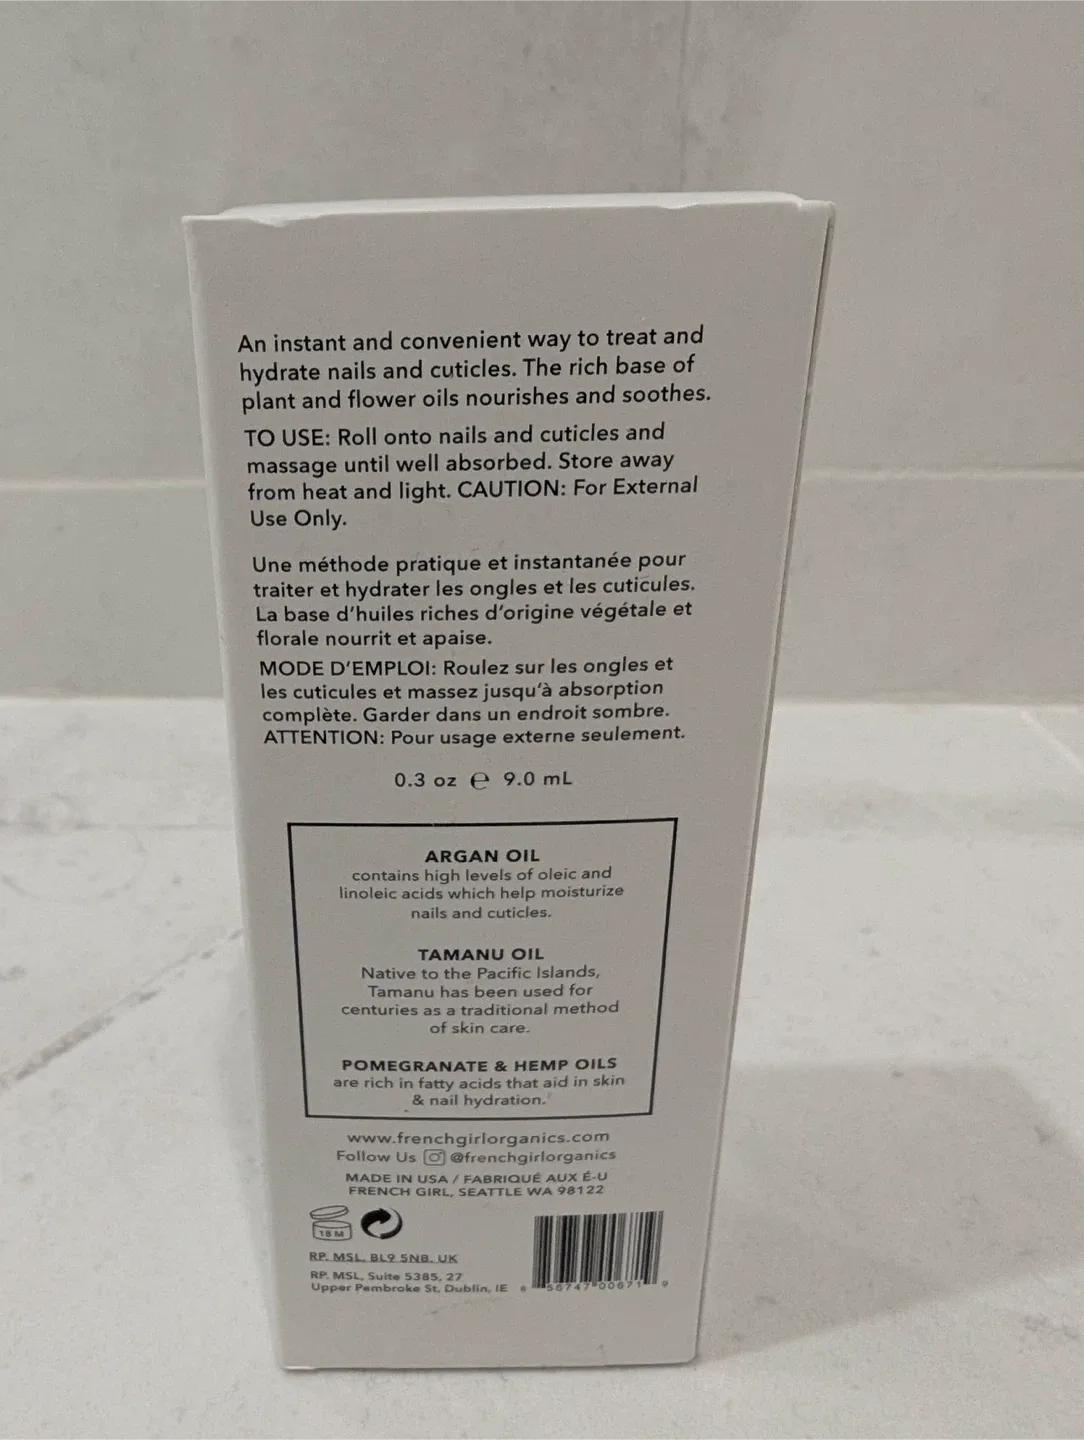 An instant and convenient way to treat and
hydrate nails and cuticles. The rich base of
plant and flower oils nourishes and soothes.
TO USE: Roll onto nails and cuticles and
massage until well absorbed. Store away
from heat and light. CAUTION: For External
Use Only.
Une méthode pratique et instantanée pour
traiter et hydrater les ongles et les cuticules.
La base d'huiles riches d'origine végétale et
florale nourrit et apaise.
MODE D'EMPLOI: Roulez sur les ongles et
les cuticules et massez jusqu'à absorption
complète. Garder dans un endroit sombre.
ATTENTION: Pour usage externe seulement.
0.3 oz ℮ 9.0 mL
ARGAN OIL
contains high levels of oleic and
linoleic acids which help moisturize
nails and cuticles.
TAMANU OIL
Native to the Pacific Islands,
Tamanu has been used for
centuries as a traditional method
of skin care.
POMEGRANATE & HEMP OILS
are rich in fatty acids that aid in skin
& nail hydration.
www.frenchgirlorganics.com
Follow Us @frenchgirlorganics
MADE IN USA / FABRIQUÉ AUX É-U
FRENCH GIRL, SEATTLE WA 98122
18 M
RP. MSL, BL9 5NB, UK
RP. MSL, Suite 5385, 27
Upper Pembroke St, Dublin, IE